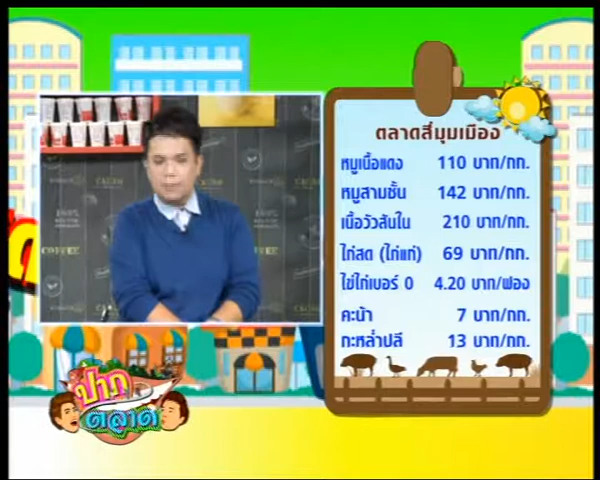 ตลาดสี่มุมเมือง
หมูเนื้อแดง 110 บาท/กก.
หมูสามชั้น 142 บาท/กก.
เนื้อวัวสันใน 210 บาท/กก.
ไก่สด (ไก่แก่) 69 บาท/กก.
ไข่ไก่เบอร์ 0 4.20 บาท/ฟอง
คะน้า 7 บาท/กก.
กะหล่ำปลี 13 บาท/กก.
COFFEE
ปาก
ตลาด